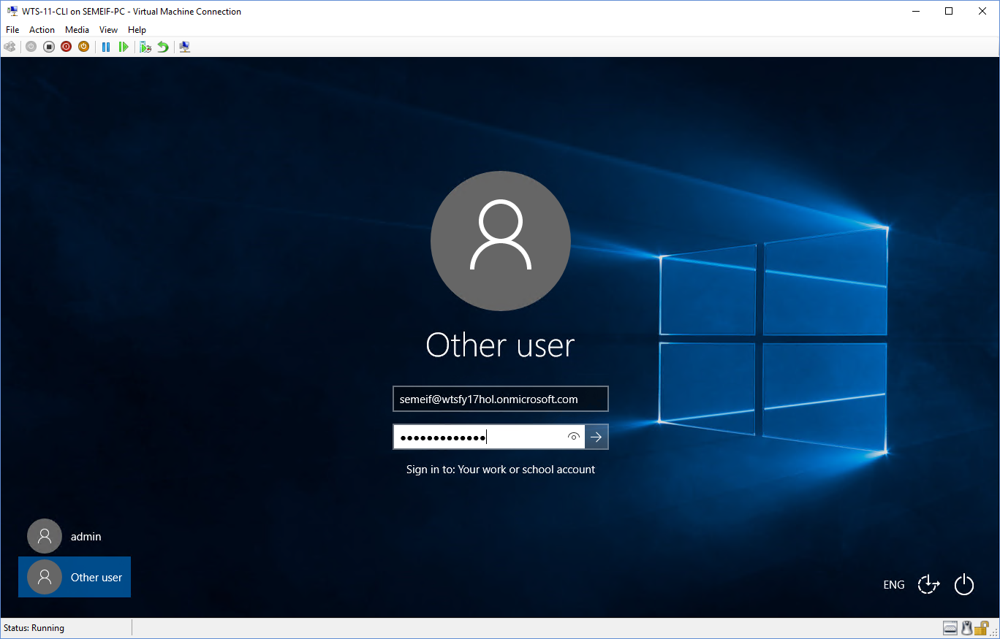 WTS-11-CLI on SEMEIF-PC - Virtual Machine Connection
File Action Media View Help
Other user
semeif@wtsfy17hol.onmicrosoft.com
●●●●●●●●●●●●●
Sign in to: Your work or school account
admin
Other user
ENG
Status: Running